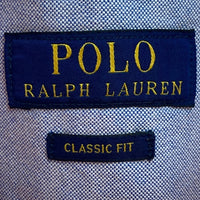 POLO
RALPH LAUREN
CLASSIC FIT